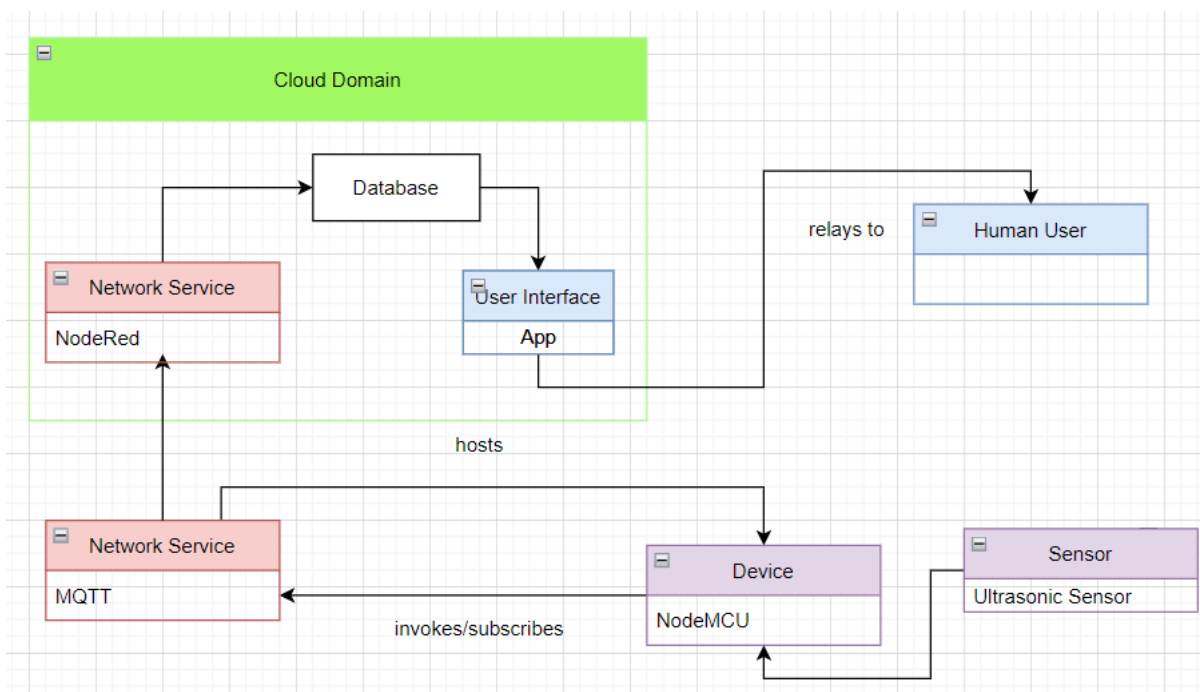 Cloud Domain
Database
relays to
Human User
Network Service
NodeRed
User Interface
App
hosts
Network Service
MQTT
Device
NodeMCU
Sensor
Ultrasonic Sensor
invokes/subscribes